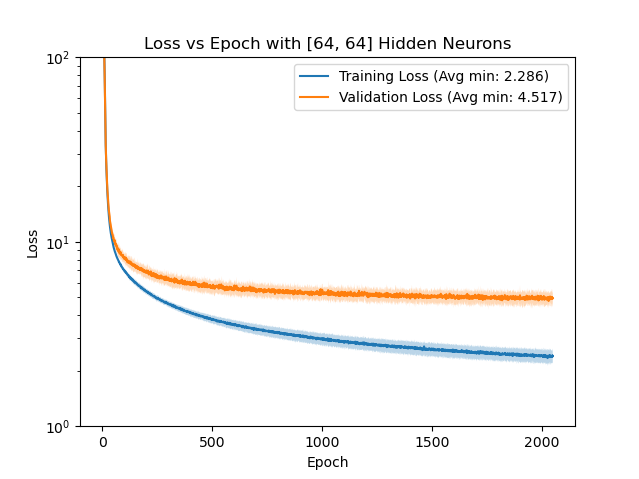 Loss vs Epoch with [64, 64] Hidden Neurons
Training Loss (Avg min: 2.286)
Validation Loss (Avg min: 4.517)
10²
10¹
10⁰
Loss
0 500 1000 1500 2000
Epoch